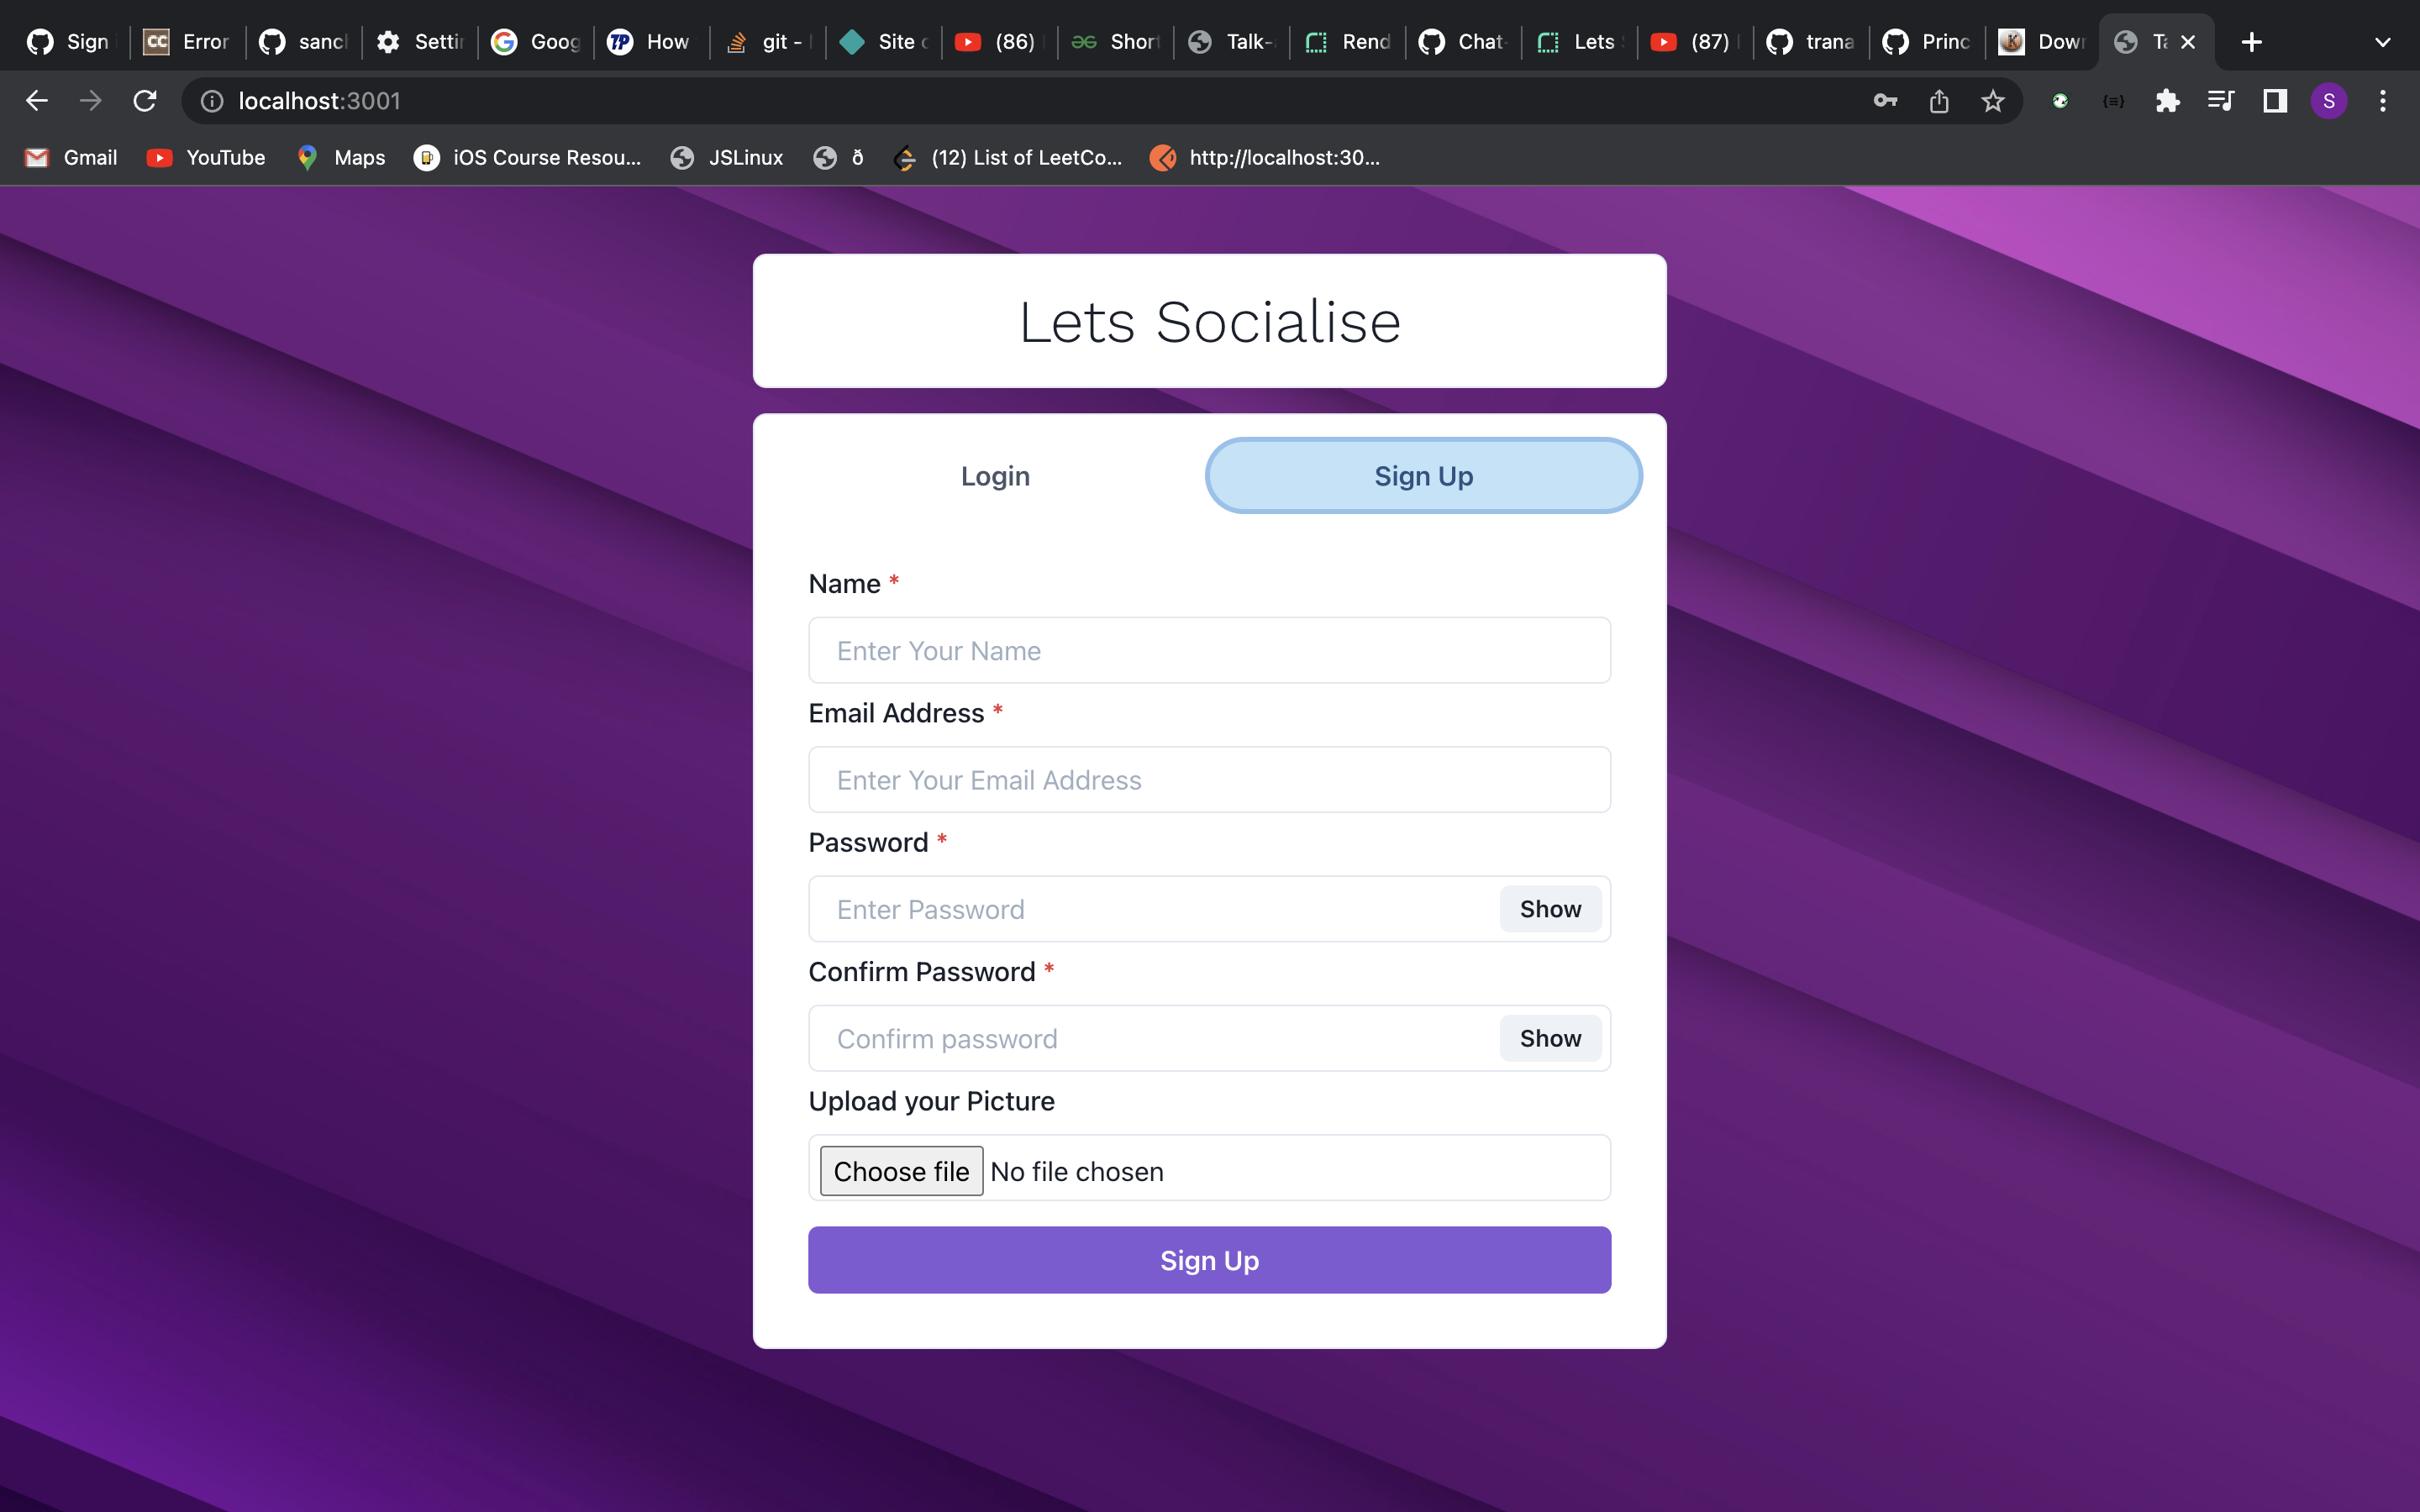 Sign Error sancl Settir Goog How git - Site (86) Shor Talk- Rend Chat- Lets (87) trana Princ Dow Ta
localhost:3001
S
Gmail YouTube Maps iOS Course Resou... JSLinux ð (12) List of LeetCo... http://localhost:30...
Lets Socialise
Login Sign Up
Name *
Enter Your Name
Email Address *
Enter Your Email Address
Password *
Enter Password Show
Confirm Password *
Confirm password Show
Upload your Picture
Choose file No file chosen
Sign Up